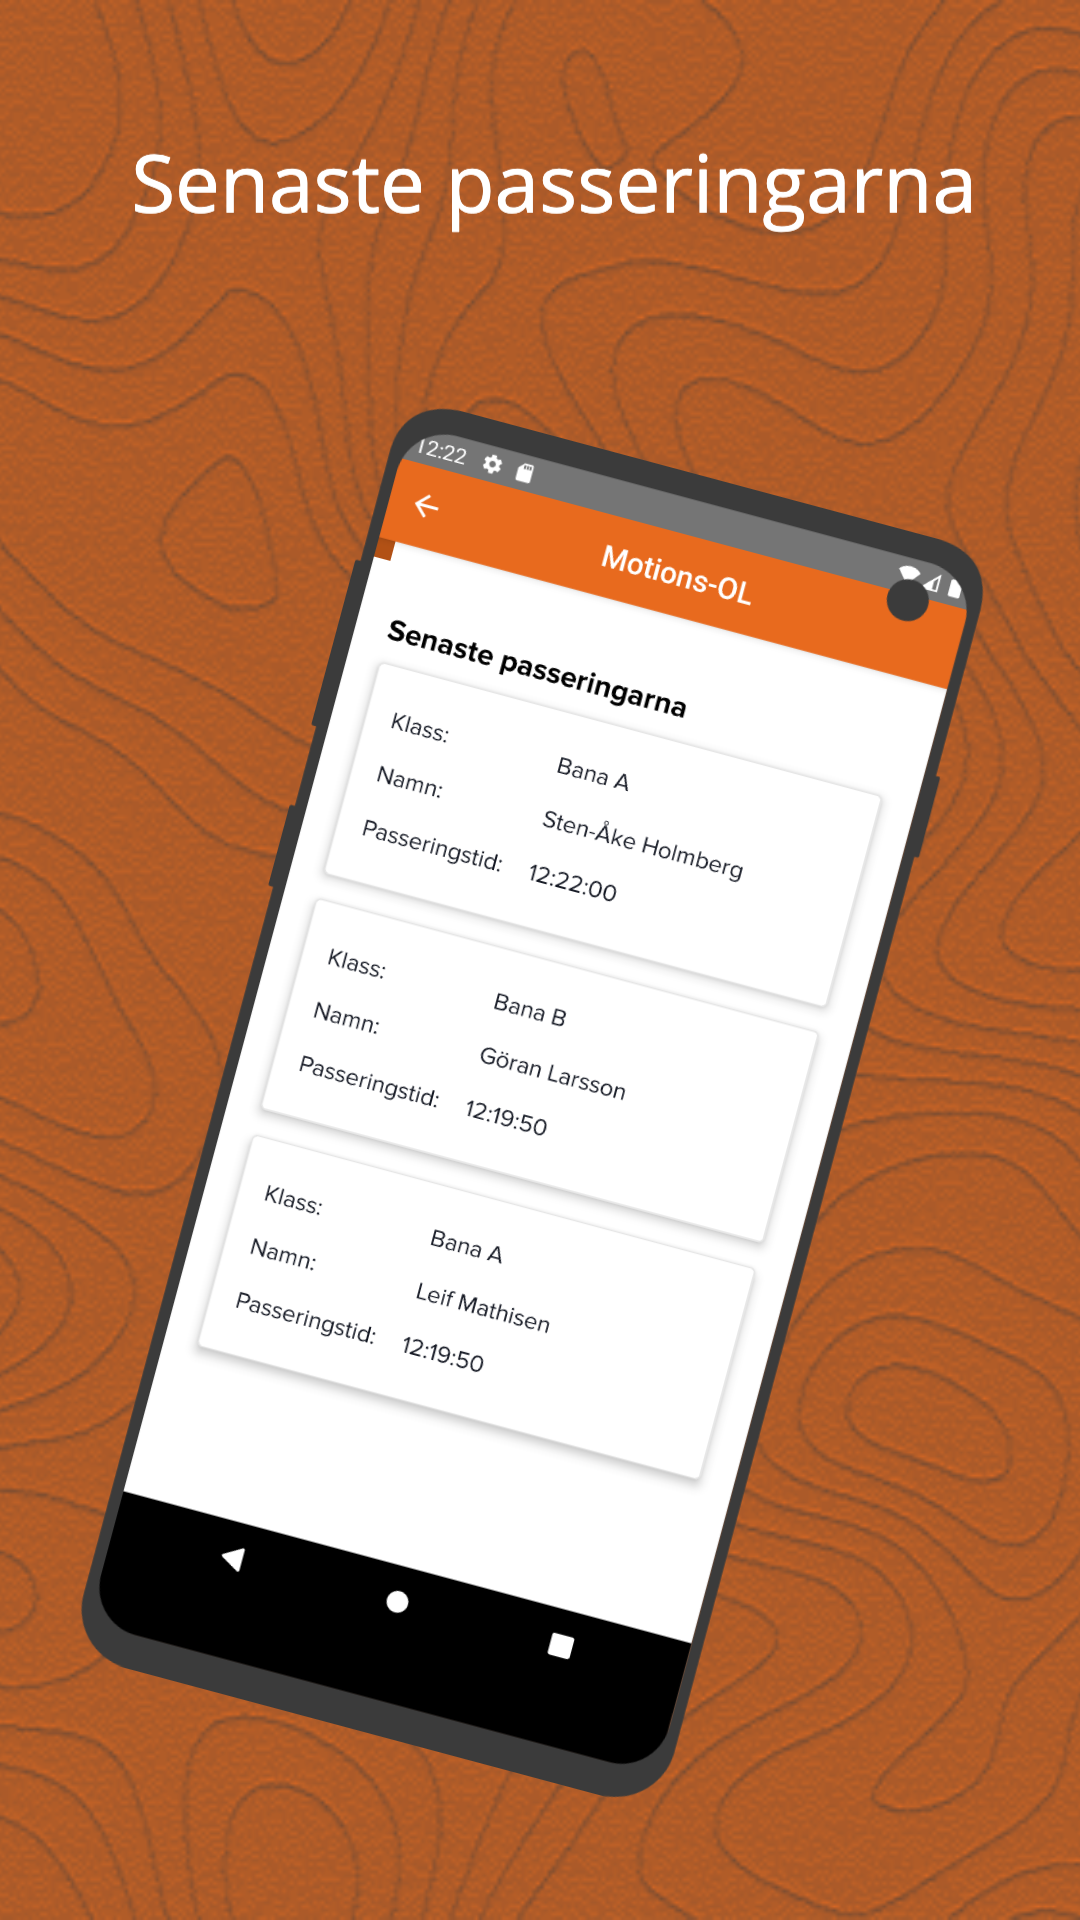 Senaste passeringarna
12:22
Motions-OL
Senaste passeringarna
Klass: Bana A
Namn: Sten-Åke Holmberg
Passeringstid: 12:22:00
Klass: Bana B
Namn: Göran Larsson
Passeringstid: 12:19:50
Klass: Bana A
Namn: Leif Mathisen
Passeringstid: 12:19:50